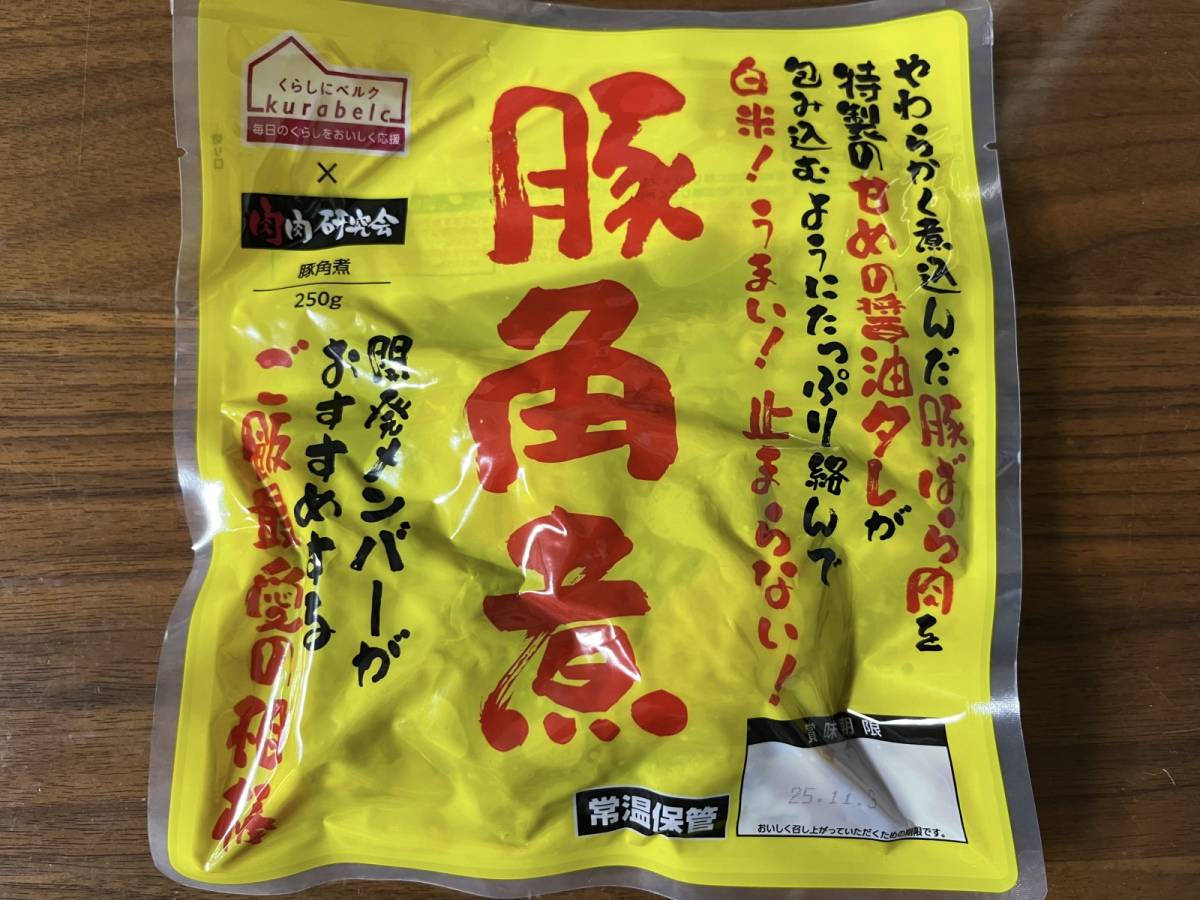 やわらかく煮込んだ豚ばら肉を
特製の甘めの醤油タレが
包み込むようにたっぷり絡んで
白米！うまい！止まらない！
豚角煮
くらしにベルク
kurabelc
毎日のくらしをおいしく応援
×
肉肉研究会
豚角煮
250g
開発メンバーが
おすすめする
ご飯最愛の相棒
常温保管
賞味期限
25.11.3
おいしく召し上がっていただくための期限です。
切り口